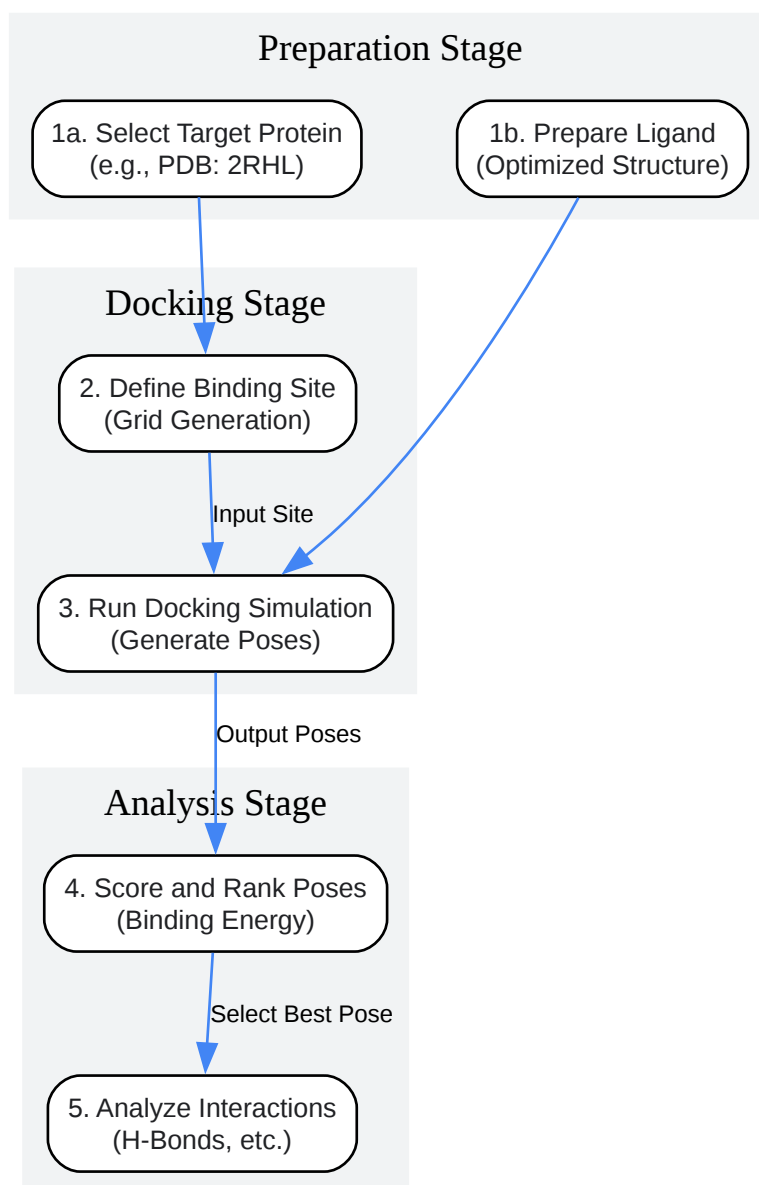 Preparation Stage
1a. Select Target Protein
(e.g., PDB: 2RHL)
1b. Prepare Ligand
(Optimized Structure)
Docking Stage
2. Define Binding Site
(Grid Generation)
Input Site
3. Run Docking Simulation
(Generate Poses)
Output Poses
Analysis Stage
4. Score and Rank Poses
(Binding Energy)
Select Best Pose
5. Analyze Interactions
(H-Bonds, etc.)